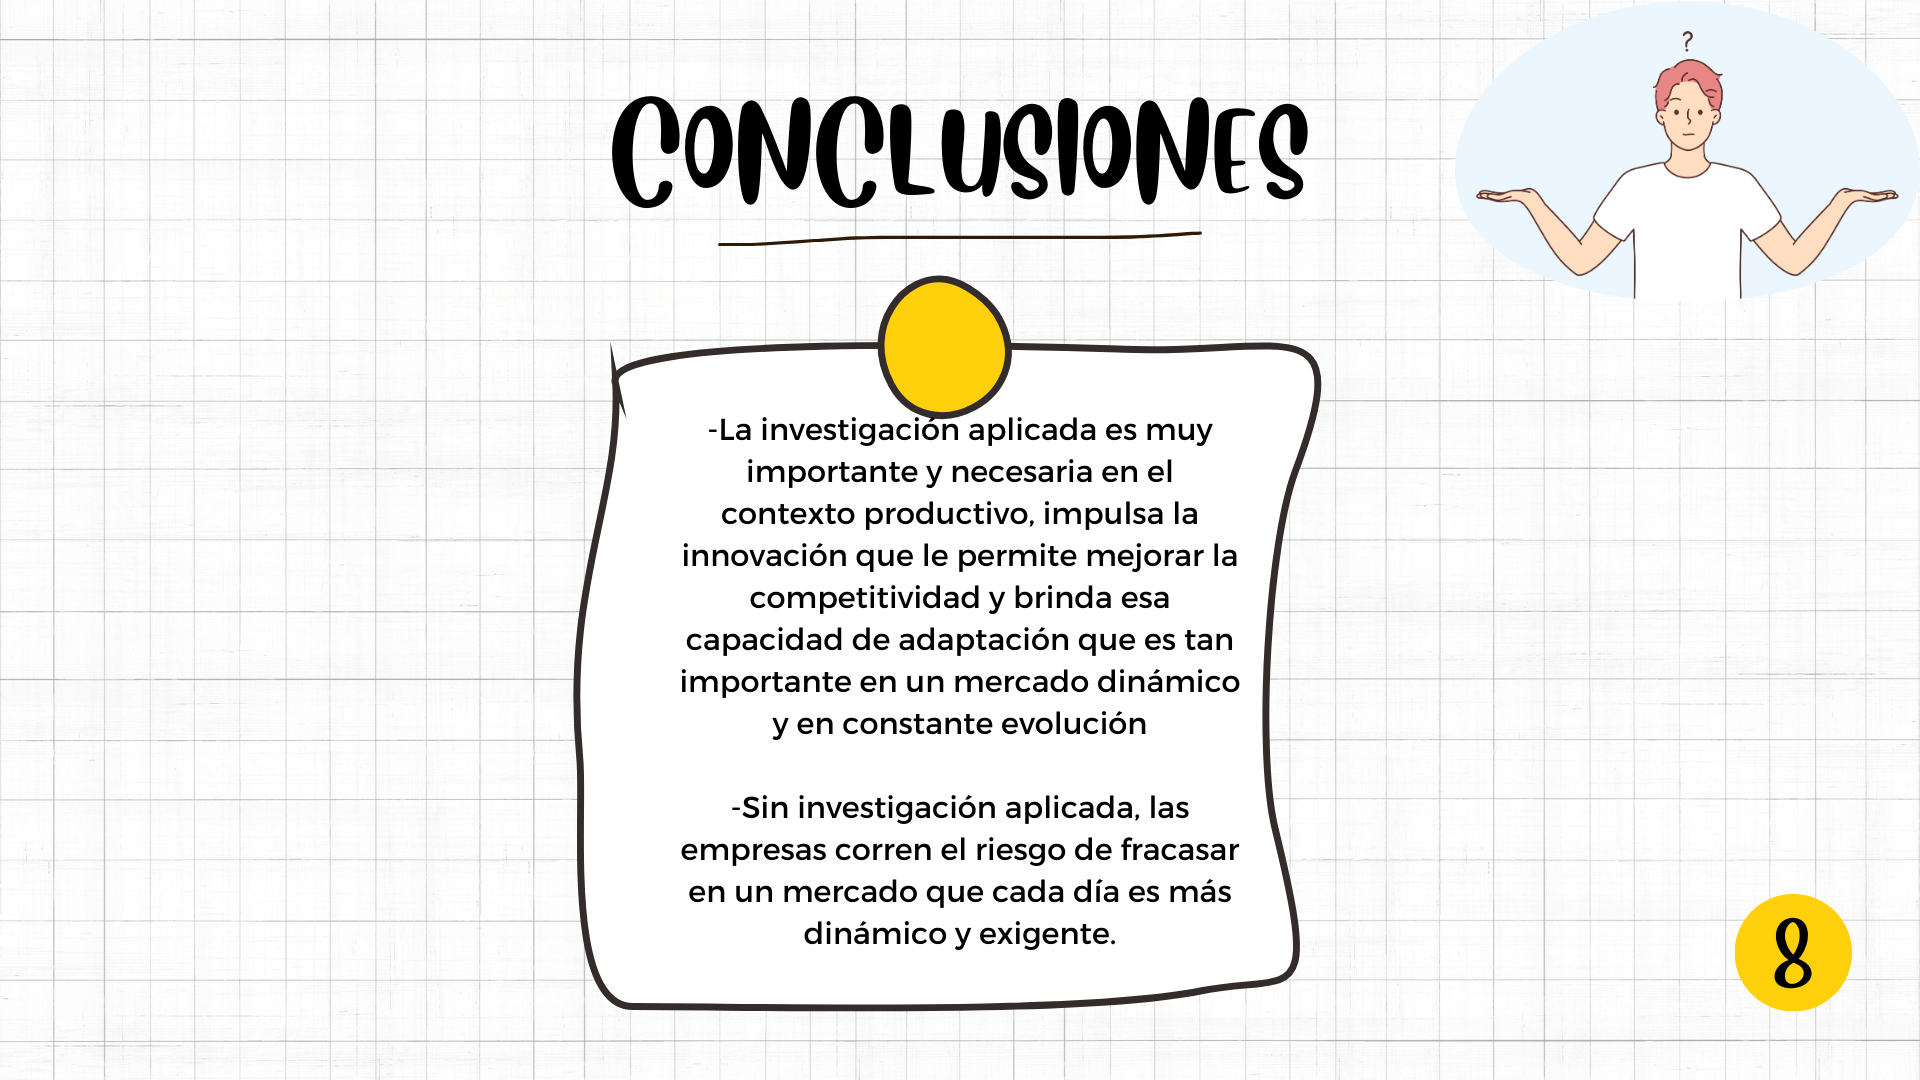 ?
CONCLUSIONES
-La investigación aplicada es muy
importante y necesaria en el
contexto productivo, impulsa la
innovación que le permite mejorar la
competitividad y brinda esa
capacidad de adaptación que es tan
importante en un mercado dinámico
y en constante evolución
-Sin investigación aplicada, las
empresas corren el riesgo de fracasar
en un mercado que cada día es más
dinámico y exigente.
8